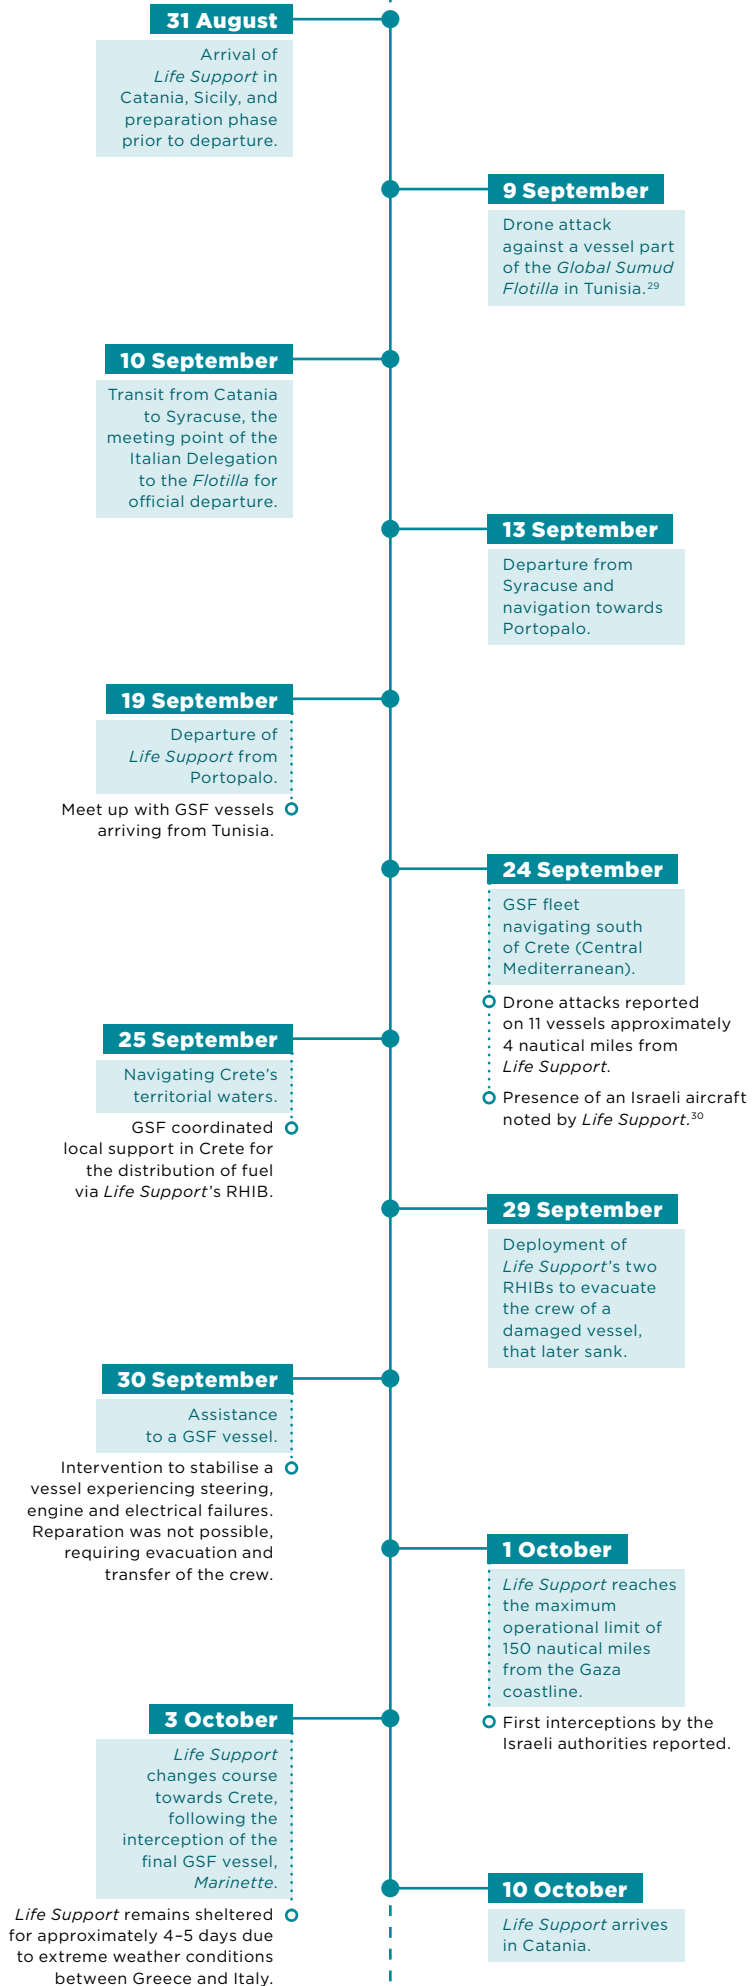 31 August
Arrival of
Life Support in
Catania, Sicily, and
preparation phase
prior to departure.
9 September
Drone attack
against a vessel part
of the Global Sumud
Flotilla in Tunisia.29
10 September
Transit from Catania
to Syracuse, the
meeting point of the
Italian Delegation
to the Flotilla for
official departure.
13 September
Departure from
Syracuse and
navigation towards
Portopalo.
19 September
Departure of
Life Support from
Portopalo.
Meet up with GSF vessels
arriving from Tunisia.
24 September
GSF fleet
navigating south
of Crete (Central
Mediterranean).
Drone attacks reported
on 11 vessels approximately
4 nautical miles from
Life Support.
Presence of an Israeli aircraft
noted by Life Support.30
25 September
Navigating Crete’s
territorial waters.
GSF coordinated
local support in Crete for
the distribution of fuel
via Life Support’s RHIB.
29 September
Deployment of
Life Support’s two
RHIBs to evacuate
the crew of a
damaged vessel,
that later sank.
30 September
Assistance
to a GSF vessel.
Intervention to stabilise a
vessel experiencing steering,
engine and electrical failures.
Reparation was not possible,
requiring evacuation and
transfer of the crew.
1 October
Life Support reaches
the maximum
operational limit of
150 nautical miles
from the Gaza
coastline.
First interceptions by the
Israeli authorities reported.
3 October
Life Support
changes course
towards Crete,
following the
interception of the
final GSF vessel,
Marinette.
Life Support remains sheltered
for approximately 4–5 days due
to extreme weather conditions
between Greece and Italy.
10 October
Life Support arrives
in Catania.